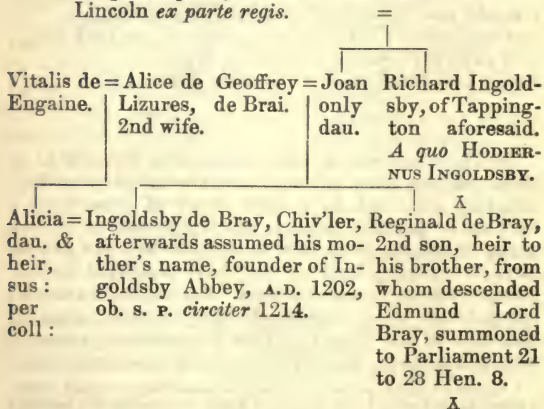 Lincoln ex parte regis.
=
Vitalis de = Alice de Geoffrey = Joan Richard Ingold-
Engaine. Lizures, de Brai. only sby, of Tapping-
2nd wife. dau. ton aforesaid.
A quo HODIER-
NUS INGOLDSBY.
Alicia = Ingoldsby de Bray, Chiv'ler, Reginald de Bray,
dau. & afterwards assumed his mo- 2nd son, heir to
heir, ther's name, founder of In- his brother, from
sus : goldsby Abbey, A.D. 1202, whom descended
per ob. S. P. circiter 1214. Edmund Lord
coll : Bray, summoned
to Parliament 21
to 23 Hen. 8.